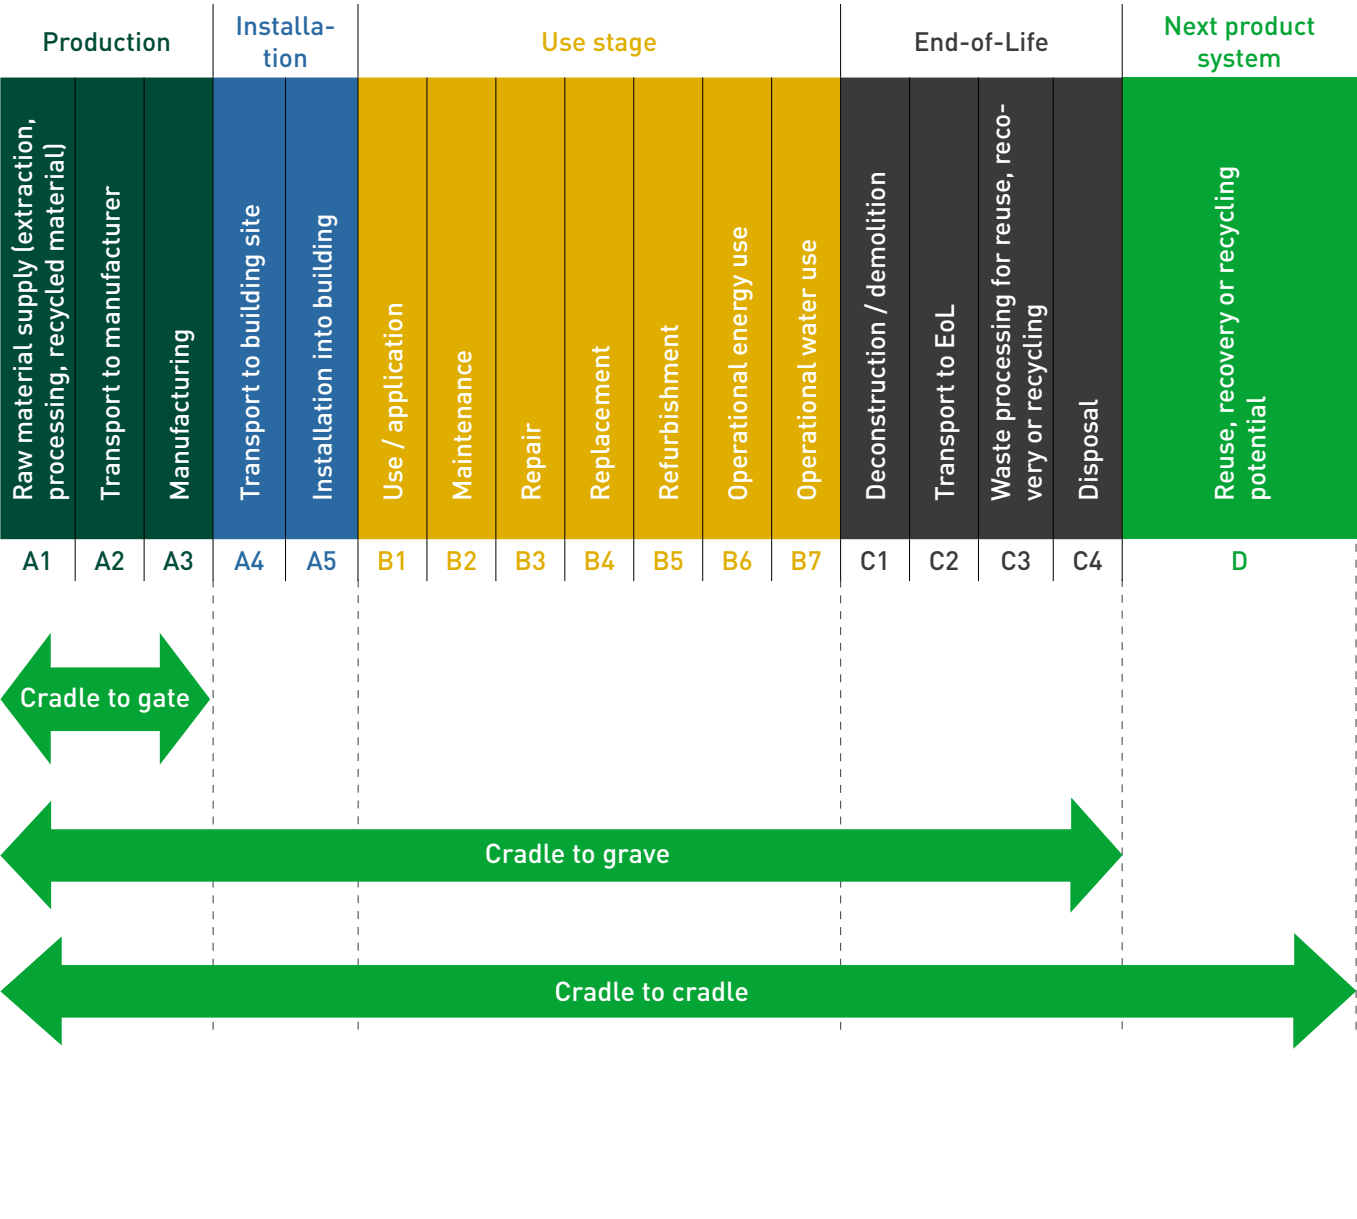 Production
Installa-
tion
Use stage
End-of-Life
Next product
system
Raw material supply (extraction,
processing, recycled material)
Transport to manufacturer
Manufacturing
Transport to building site
Installation into building
Use / application
Maintenance
Repair
Replacement
Refurbishment
Operational energy use
Operational water use
Deconstruction / demolition
Transport to EoL
Waste processing for reuse, reco-
very or recycling
Disposal
Reuse, recovery or recycling
potential
A1
A2
A3
A4
A5
B1
B2
B3
B4
B5
B6
B7
C1
C2
C3
C4
D
Cradle to gate
Cradle to grave
Cradle to cradle